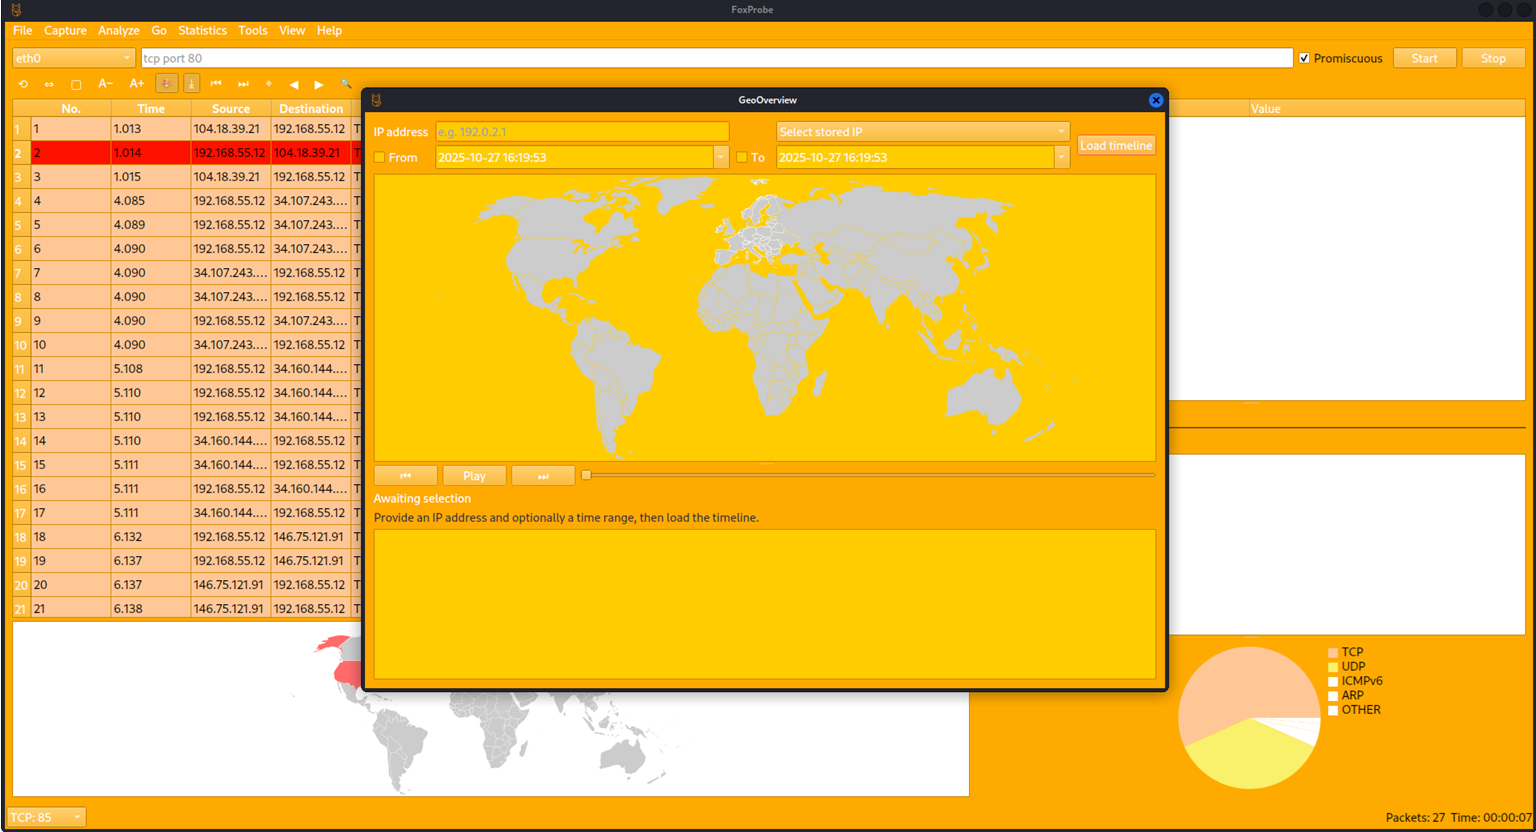 FoxProbe
File Capture Analyze Go Statistics Tools View Help
eth0 tcp port 80 Promiscuous Start Stop
A− A+
No. Time Source Destination Value
1 1 1.013 104.18.39.21 192.168.55.12 T
2 2 1.014 192.168.55.12 104.18.39.21 T
3 3 1.015 104.18.39.21 192.168.55.12 T
4 4 4.085 192.168.55.12 34.107.243.… T
5 5 4.089 192.168.55.12 34.107.243.… T
6 6 4.090 192.168.55.12 34.107.243.… T
7 7 4.090 34.107.243.… 192.168.55.12 T
8 8 4.090 34.107.243.… 192.168.55.12 T
9 9 4.090 192.168.55.12 34.107.243.… T
10 10 4.090 34.107.243.… 192.168.55.12 T
11 11 5.108 192.168.55.12 34.160.144.… T
12 12 5.110 192.168.55.12 34.160.144.… T
13 13 5.110 192.168.55.12 34.160.144.… T
14 14 5.110 34.160.144.… 192.168.55.12 T
15 15 5.111 34.160.144.… 192.168.55.12 T
16 16 5.111 192.168.55.12 34.160.144.… T
17 17 5.111 34.160.144.… 192.168.55.12 T
18 18 6.132 192.168.55.12 146.75.121.91 T
19 19 6.137 192.168.55.12 146.75.121.91 T
20 20 6.137 146.75.121.91 192.168.55.12 T
21 21 6.138 146.75.121.91 192.168.55.12 T
GeoOverview
IP address e.g. 192.0.2.1 Select stored IP
Load timeline
From 2025-10-27 16:19:53 To 2025-10-27 16:19:53
Play
Awaiting selection
Provide an IP address and optionally a time range, then load the timeline.
TCP
UDP
ICMPv6
ARP
OTHER
TCP: 85 Packets: 27 Time: 00:00:07